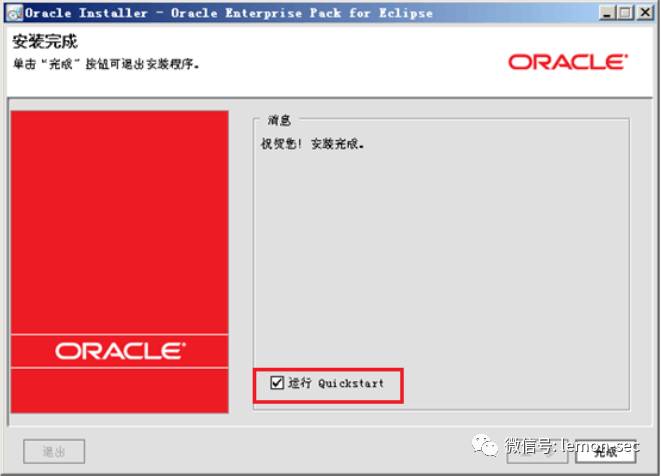 Oracle Installer - Oracle Enterprise Pack for Eclipse
安装完成
单击“完成”按钮可退出安装程序。
ORACLE
消息
祝贺您! 安装完成。
ORACLE
运行 Quickstart
退出
微信号: lemon-sec
完成